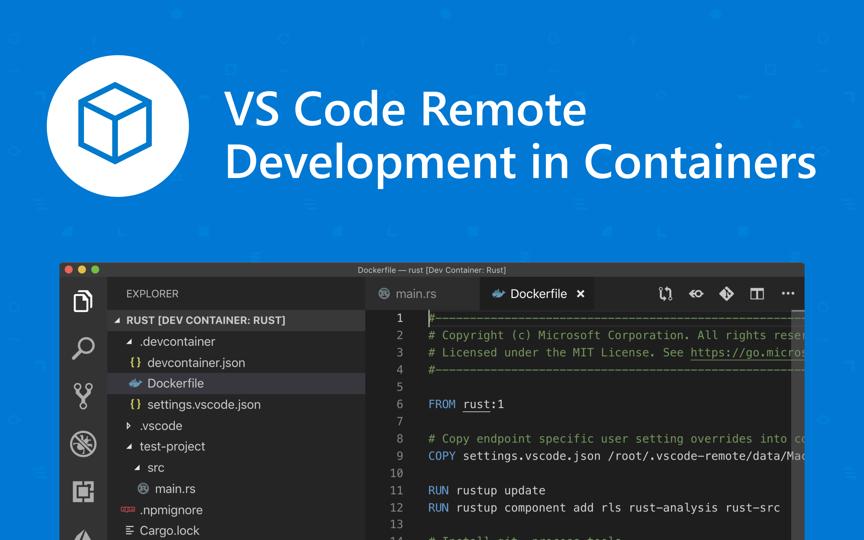 VS Code Remote
Development in Containers
Dockerfile — rust [Dev Container: Rust]
EXPLORER
main.rs
Dockerfile
RUST [DEV CONTAINER: RUST]
.devcontainer
devcontainer.json
Dockerfile
settings.vscode.json
.vscode
test-project
src
main.rs
.npmignore
Cargo.lock
1 #-------------------------------------------------------
2 # Copyright (c) Microsoft Corporation. All rights reser
3 # Licensed under the MIT License. See https://go.micros
4 #-------------------------------------------------------
5
6 FROM rust:1
7
8 # Copy endpoint specific user setting overrides into co
9 COPY settings.vscode.json /root/.vscode-remote/data/Mac
10
11 RUN rustup update
12 RUN rustup component add rls rust-analysis rust-src
13
14 # Install git, process tools